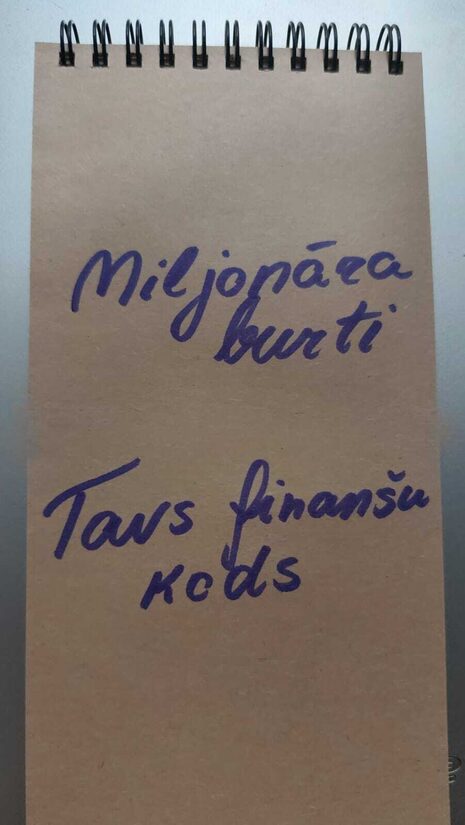 Miljonāra
burti
Tavs finanšu
kods